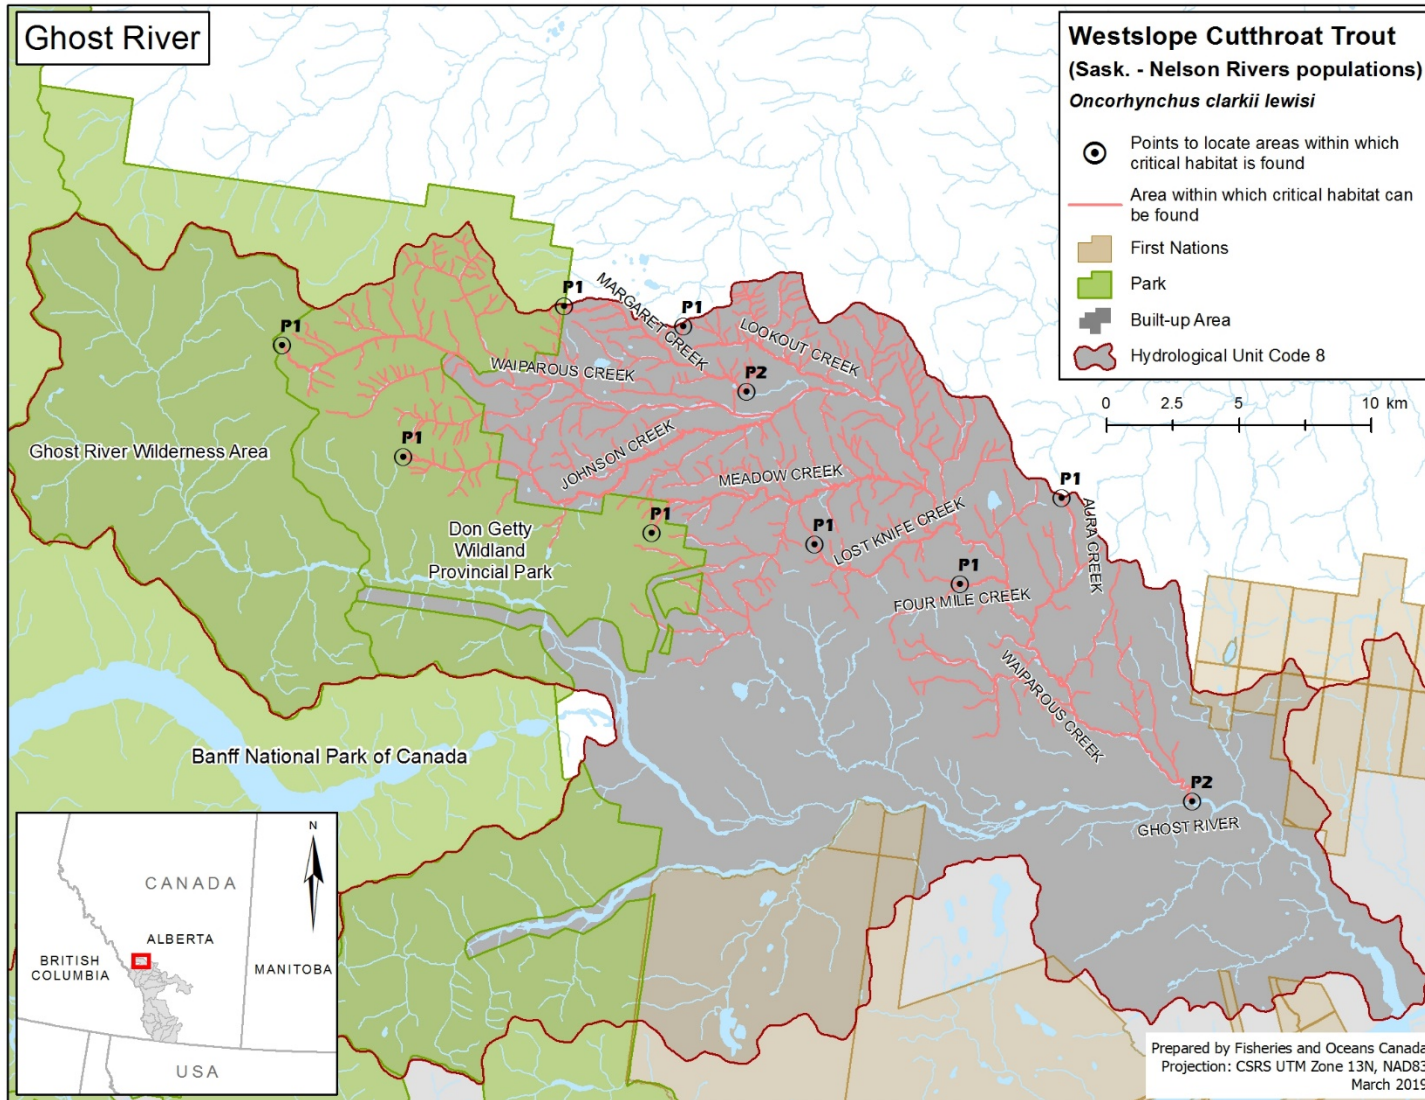 Ghost River
Westslope Cutthroat Trout
(Sask. - Nelson Rivers populations)
Oncorhynchus clarkii lewisi
Points to locate areas within which
critical habitat is found
Area within which critical habitat can
be found
First Nations
Park
Built-up Area
Hydrological Unit Code 8
0 2.5 5 10 km
P1
P1
P1
MARGARET CREEK
LOOKOUT CREEK
WAIPAROUS CREEK
P2
P1
Ghost River Wilderness Area
JOHNSON CREEK
MEADOW CREEK
P1
AURA CREEK
P1
Don Getty
Wildland
Provincial Park
P1
LOST KNIFE CREEK
P1
FOUR MILE CREEK
WAIPAROUS CREEK
Banff National Park of Canada
P2
GHOST RIVER
N
CANADA
ALBERTA
BRITISH
COLUMBIA
MANITOBA
USA
Prepared by Fisheries and Oceans Canada
Projection: CSRS UTM Zone 13N, NAD83
March 2019